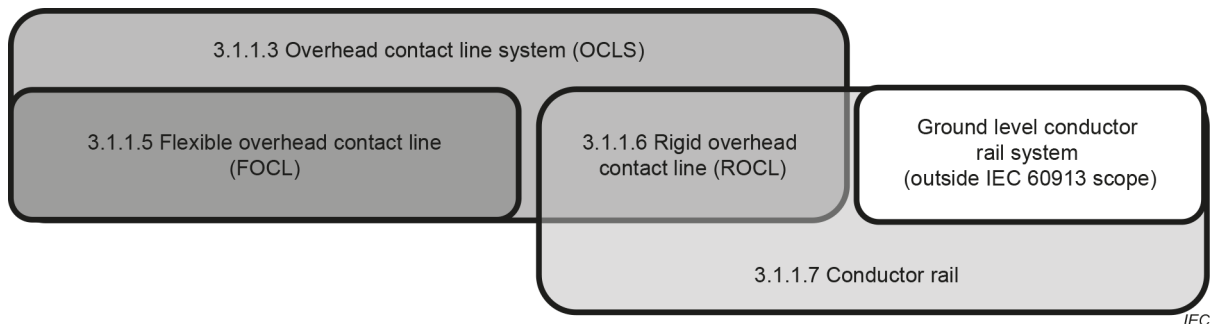 3.1.1.3 Overhead contact line system (OCLS)
3.1.1.5 Flexible overhead contact line
(FOCL)
3.1.1.6 Rigid overhead
contact line (ROCL)
Ground level conductor
rail system
(outside IEC 60913 scope)
3.1.1.7 Conductor rail
IEC